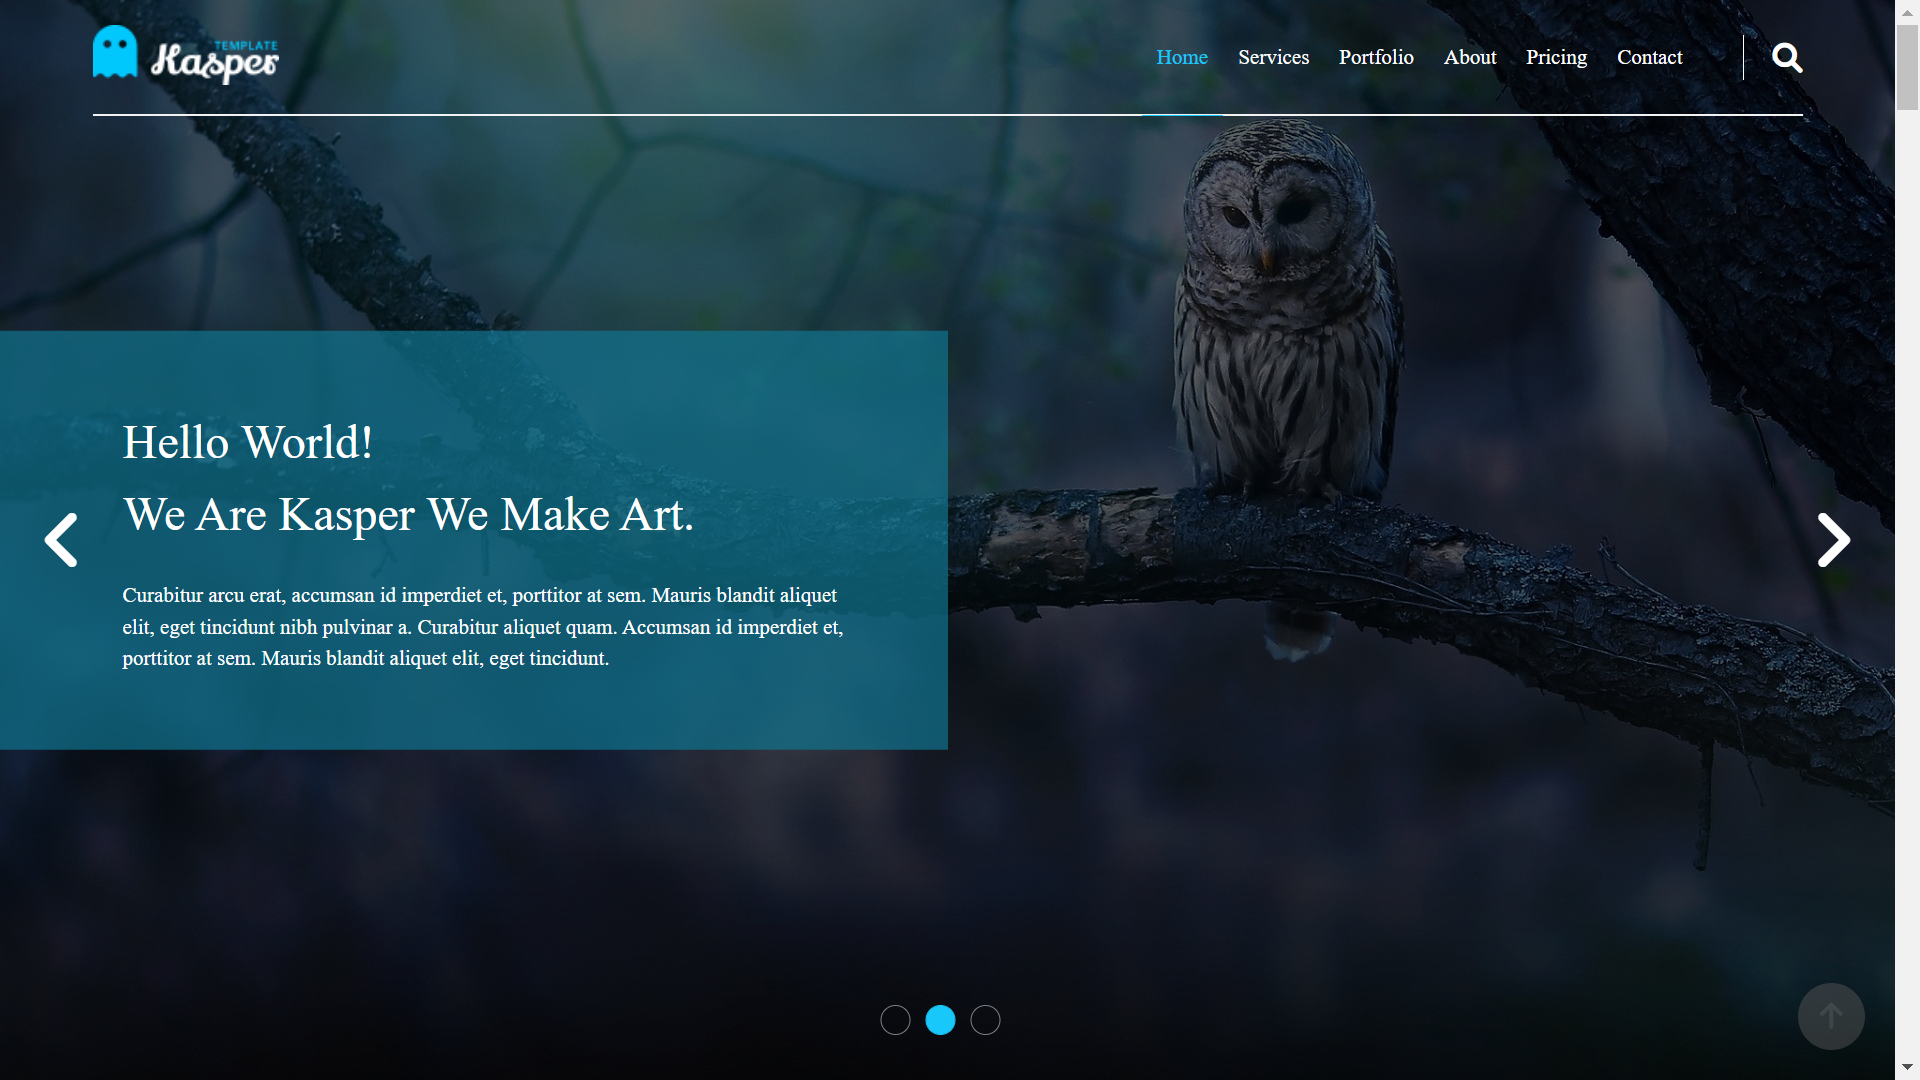 TEMPLATE
Kasper
Home Services Portfolio About Pricing Contact
Hello World!
We Are Kasper We Make Art.
Curabitur arcu erat, accumsan id imperdiet et, porttitor at sem. Mauris blandit aliquet
elit, eget tincidunt nibh pulvinar a. Curabitur aliquet quam. Accumsan id imperdiet et,
porttitor at sem. Mauris blandit aliquet elit, eget tincidunt.